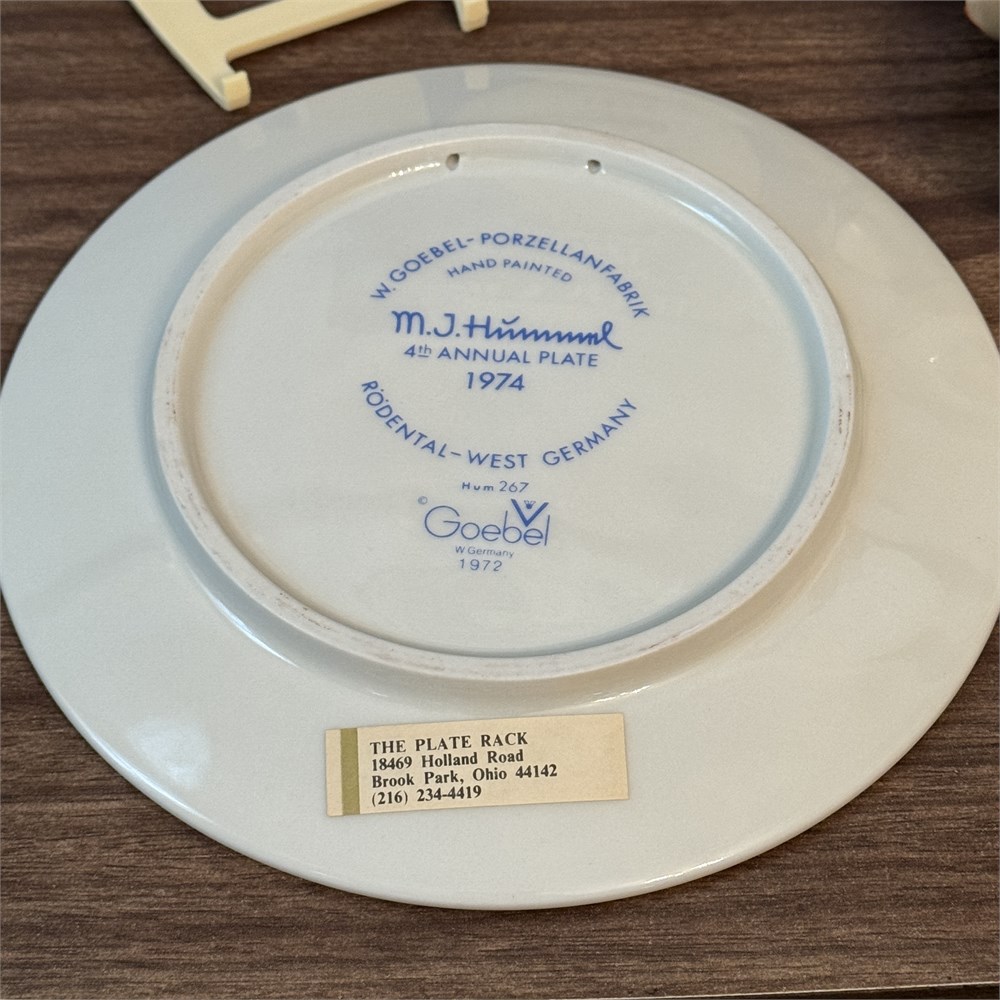 W. GOEBEL-PORZELLANFABRIK
HAND PAINTED
M.J.Hummel
4th ANNUAL PLATE
1974
RÖDENTAL-WEST GERMANY
Hum 267
© Goebel
W Germany
1972
THE PLATE RACK
18469 Holland Road
Brook Park, Ohio 44142
(216) 234-4419